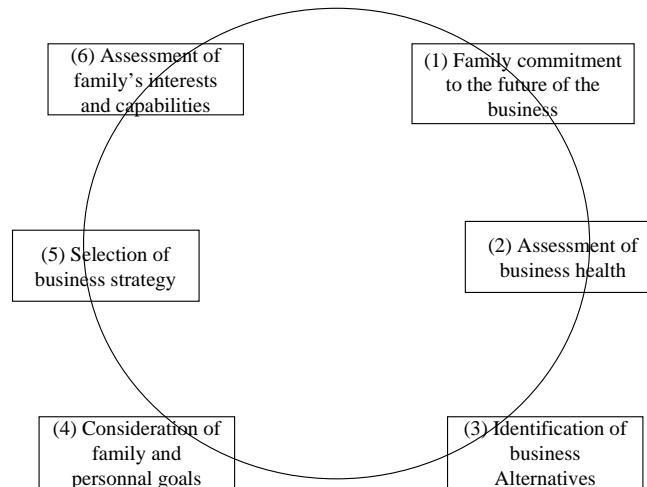 (1) Family commitment
to the future of the
business
(2) Assessment of
business health
(3) Identification of
business
Alternatives
(4) Consideration of
family and
personnal goals
(5) Selection of
business strategy
(6) Assessment of
family's interests
and capabilities